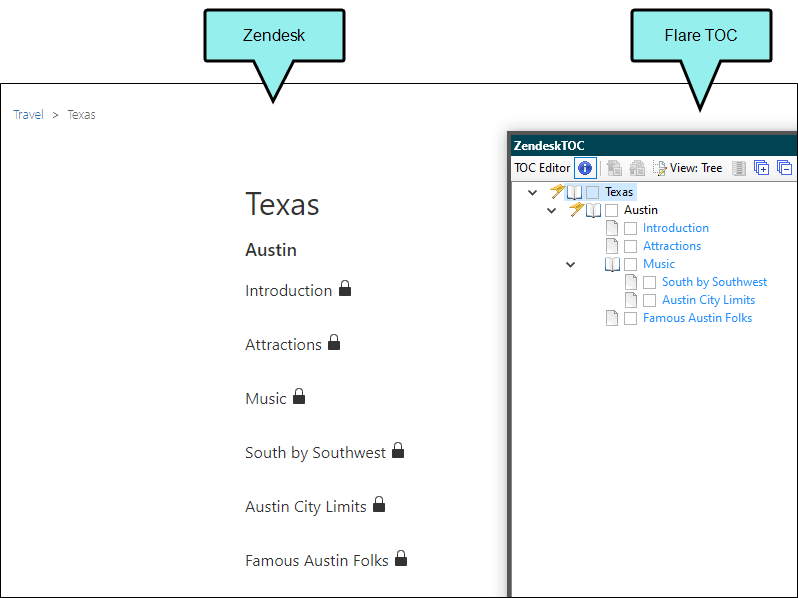 Zendesk
Flare TOC
Travel > Texas
Texas
Austin
Introduction
Attractions
Music
South by Southwest
Austin City Limits
Famous Austin Folks
ZendeskTOC
TOC Editor View: Tree
Texas
Austin
Introduction
Attractions
Music
South by Southwest
Austin City Limits
Famous Austin Folks